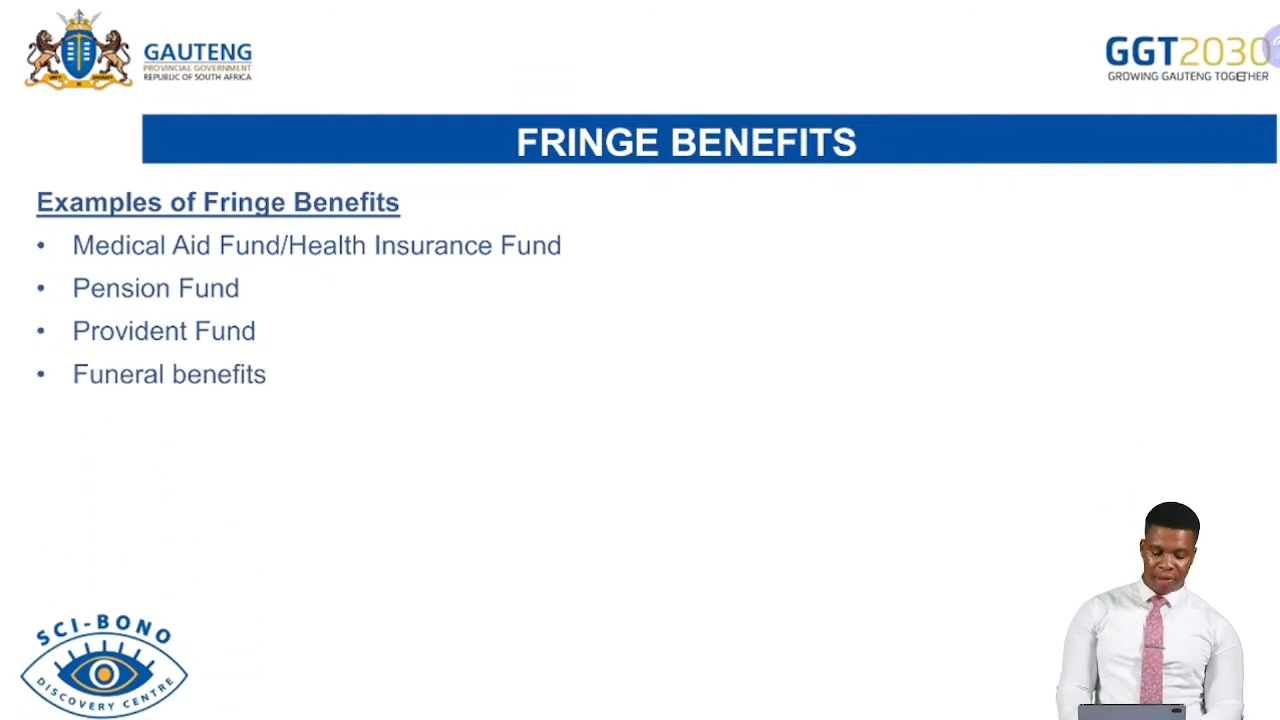 GAUTENG
PROVINCIAL GOVERNMENT
REPUBLIC OF SOUTH AFRICA
GGT2030
GROWING GAUTENG TOGETHER
FRINGE BENEFITS
Examples of Fringe Benefits
• Medical Aid Fund/Health Insurance Fund
• Pension Fund
• Provident Fund
• Funeral benefits
SCI-BONO
DISCOVERY CENTRE